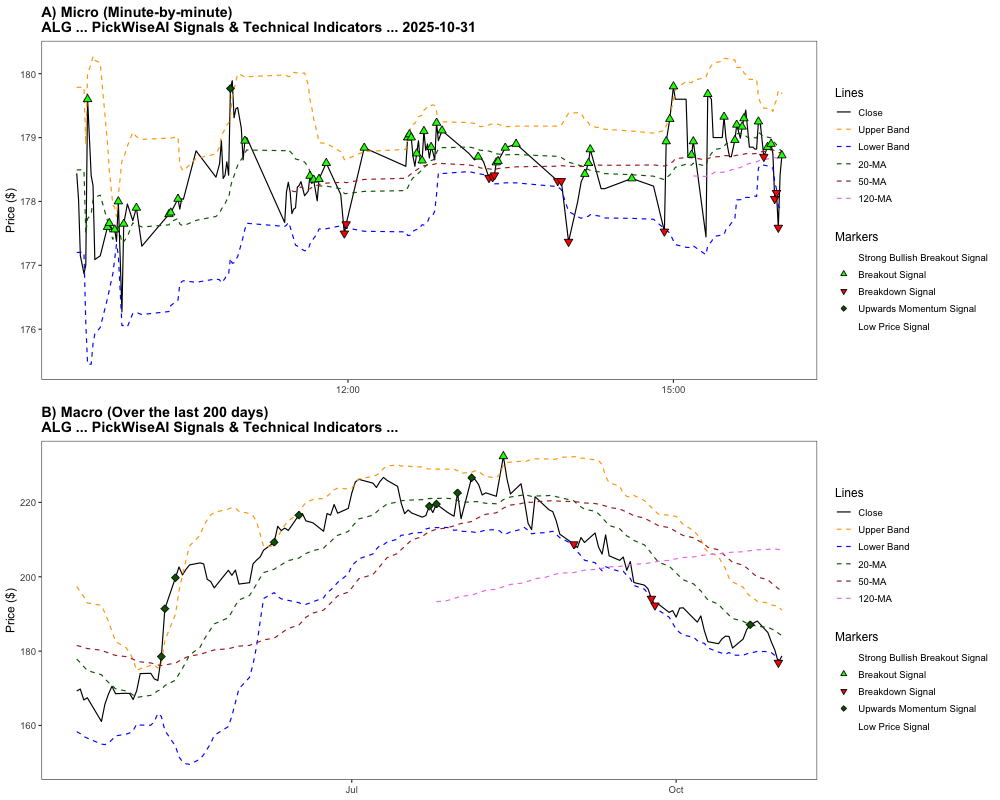 A) Micro (Minute-by-minute)
ALG ... PickWiseAI Signals & Technical Indicators ... 2025-10-31
Price ($)
180
179
178
177
176
12:00
15:00
Lines
Close
Upper Band
Lower Band
20-MA
50-MA
120-MA
Markers
Strong Bullish Breakout Signal
Breakout Signal
Breakdown Signal
Upwards Momentum Signal
Low Price Signal
B) Macro (Over the last 200 days)
ALG ... PickWiseAI Signals & Technical Indicators ...
Price ($)
220
200
180
160
Jul
Oct
Lines
Close
Upper Band
Lower Band
20-MA
50-MA
120-MA
Markers
Strong Bullish Breakout Signal
Breakout Signal
Breakdown Signal
Upwards Momentum Signal
Low Price Signal